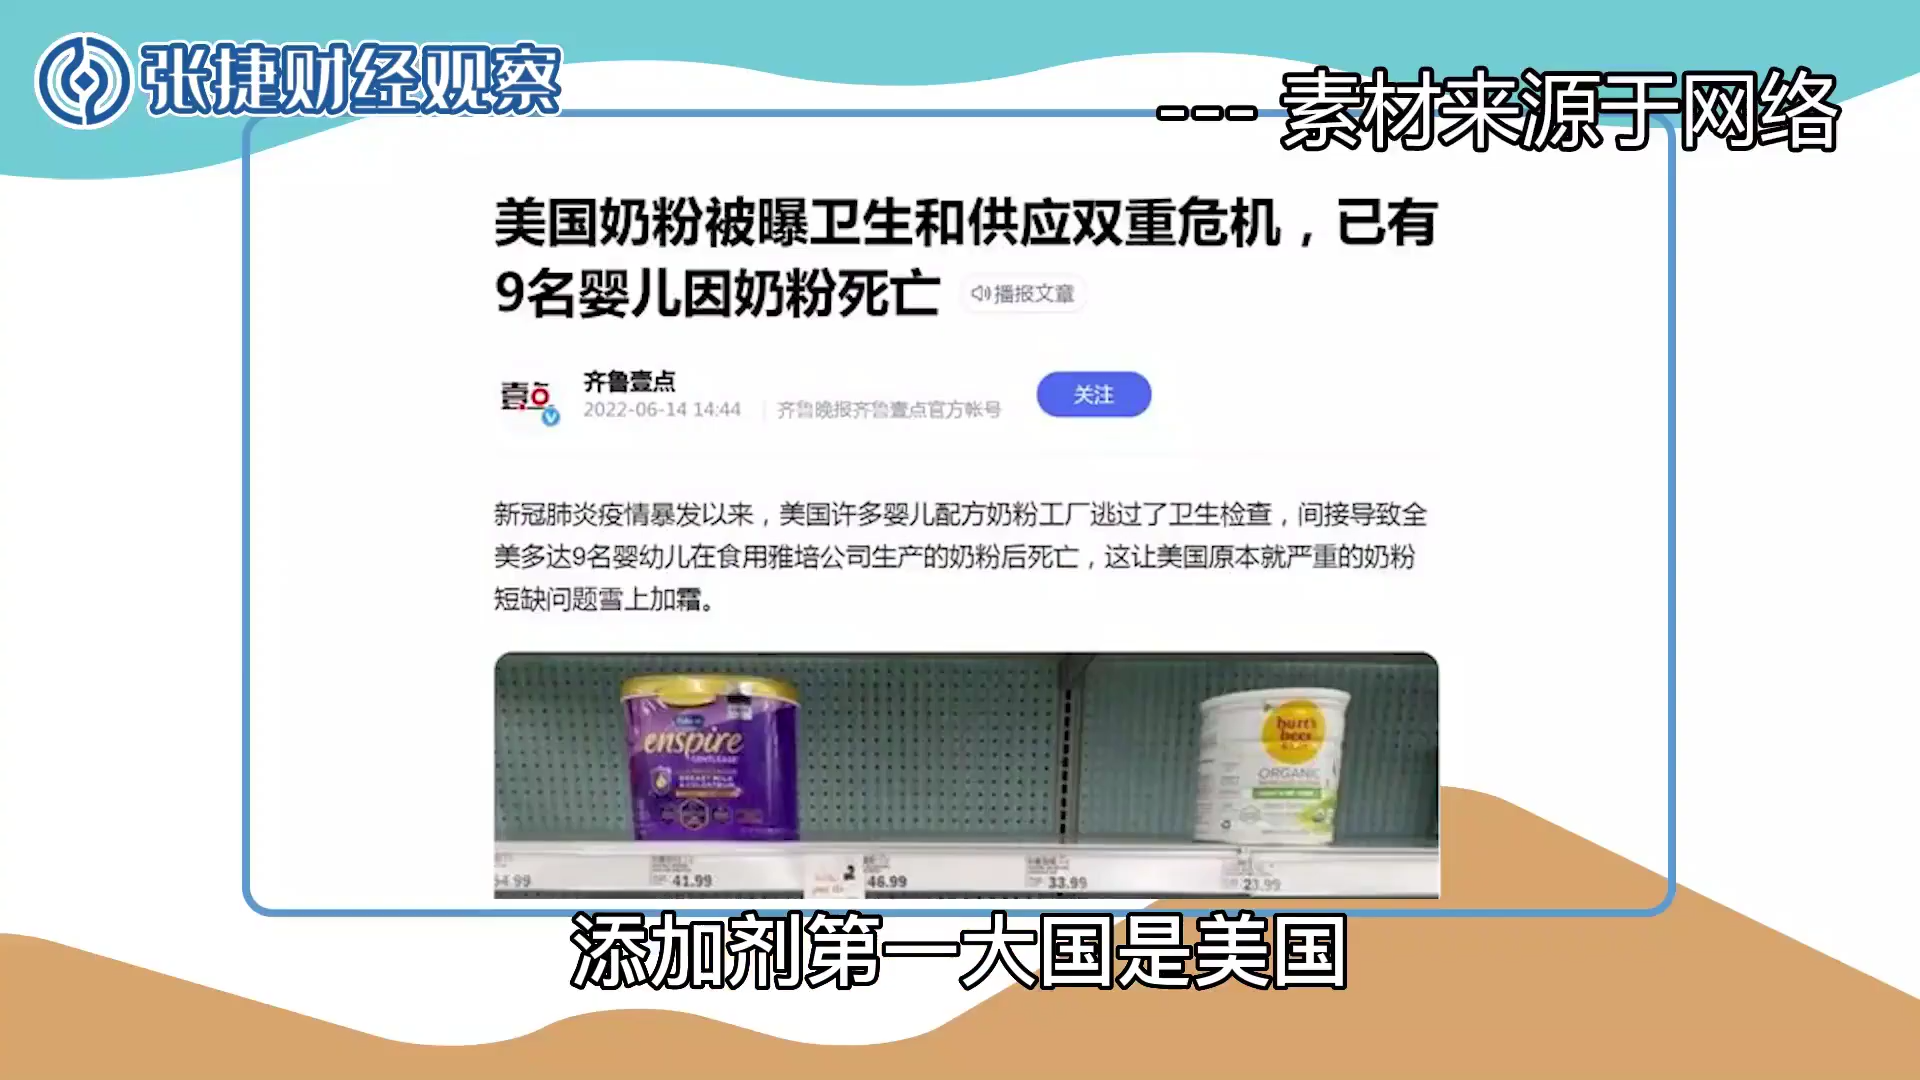 张捷财经观察
--- 素材来源于网络
美国奶粉被曝卫生和供应双重危机，已有
9名婴儿因奶粉死亡
播报文章
壹点
齐鲁壹点
2022-06-14 14:44
齐鲁晚报齐鲁壹点官方帐号
关注
新冠肺炎疫情暴发以来，美国许多婴儿配方奶粉工厂逃过了卫生检查，间接导致全
美多达9名婴幼儿在食用雅培公司生产的奶粉后死亡，这让美国原本就严重的奶粉
短缺问题雪上加霜。
enspire
GENTLEASE
burt's
bees
ORGANIC
41.99
46.99
33.99
23.99
添加剂第一大国是美国